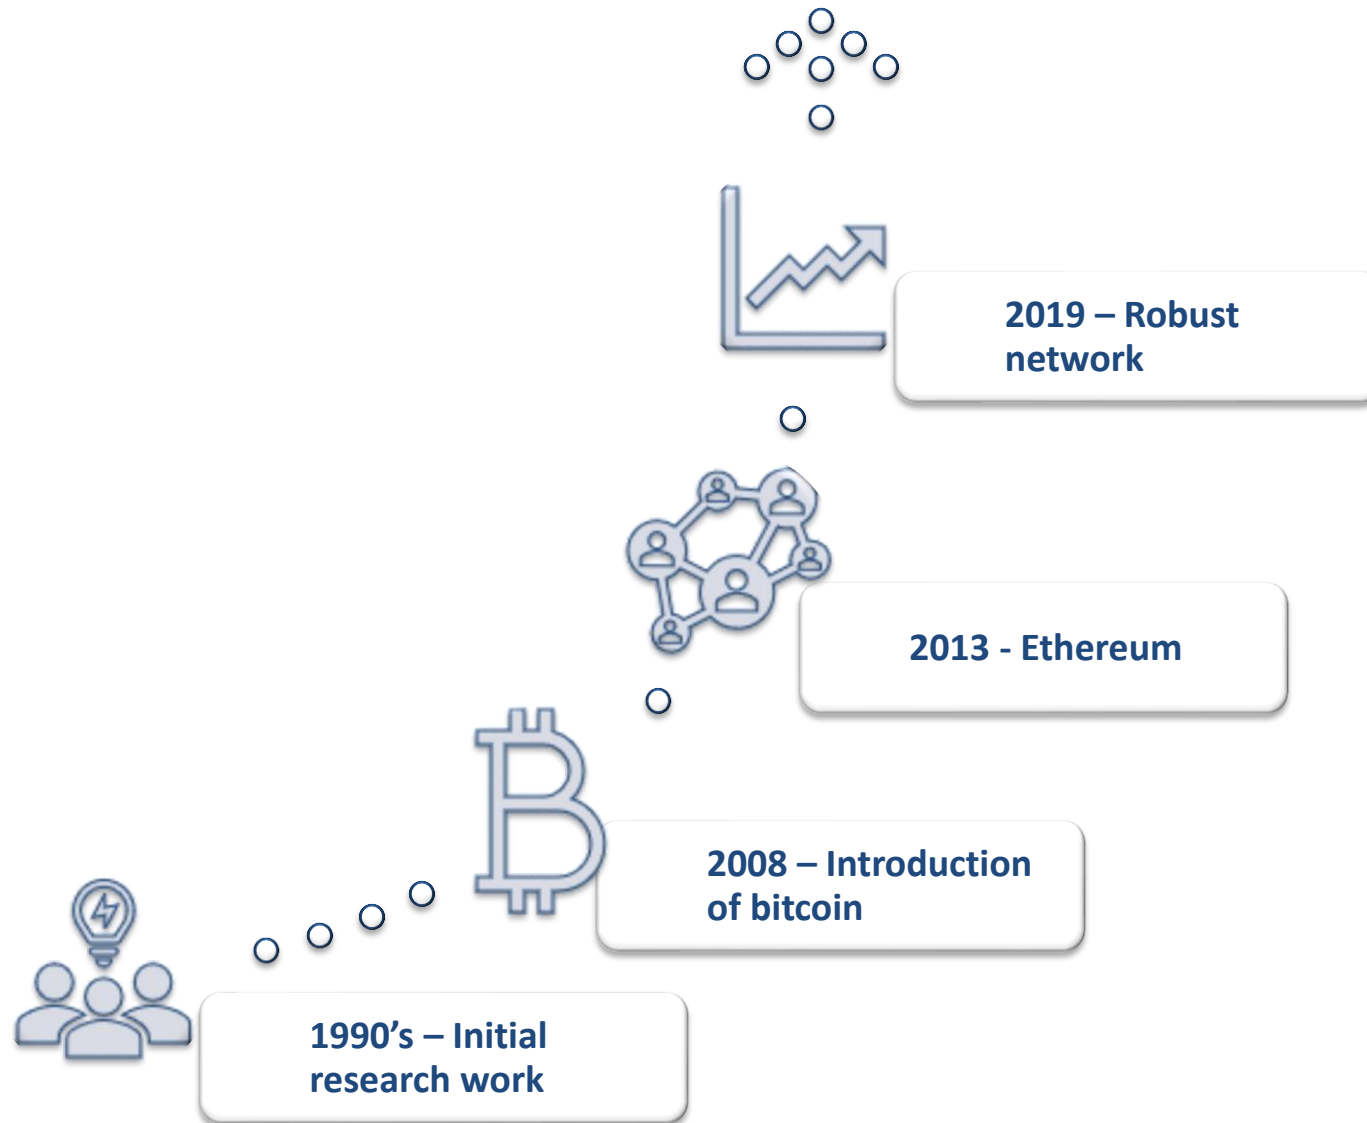 2019 – Robust
network
2013 - Ethereum
2008 – Introduction
of bitcoin
1990’s – Initial
research work